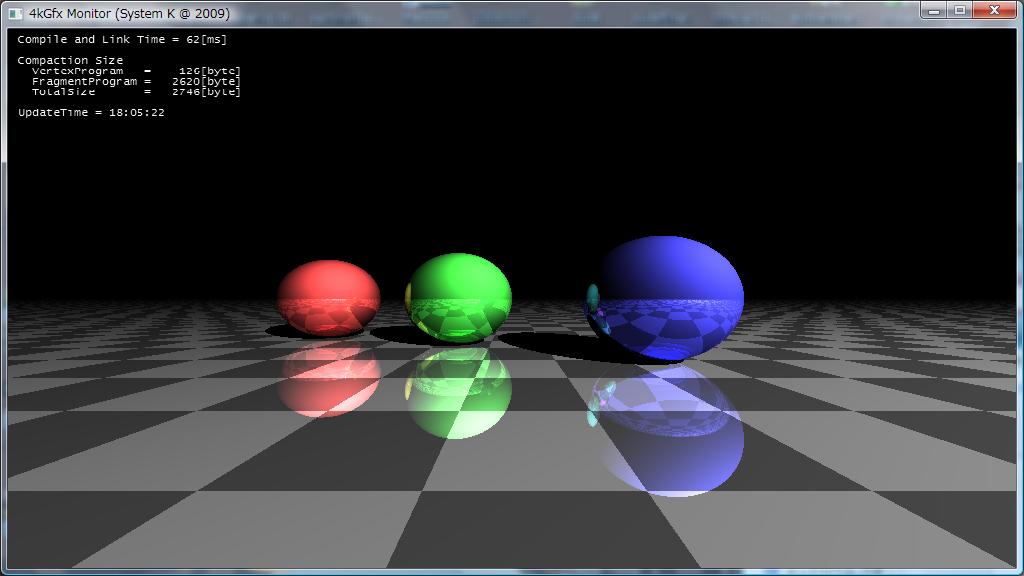 4kGfx Monitor (System K @ 2009)
Compile and Link Time = 62[ms]
Compaction Size
VertexProgram = 126[byte]
FragmentProgram = 2620[byte]
TotalSize = 2746[byte]
UpdateTime = 18:05:22